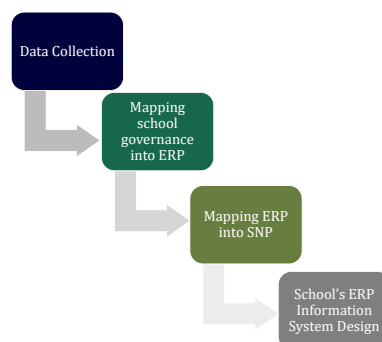 Data Collection
Mapping
school
governance
into ERP
Mapping ERP
into SNP
School's ERP
Information
System Design